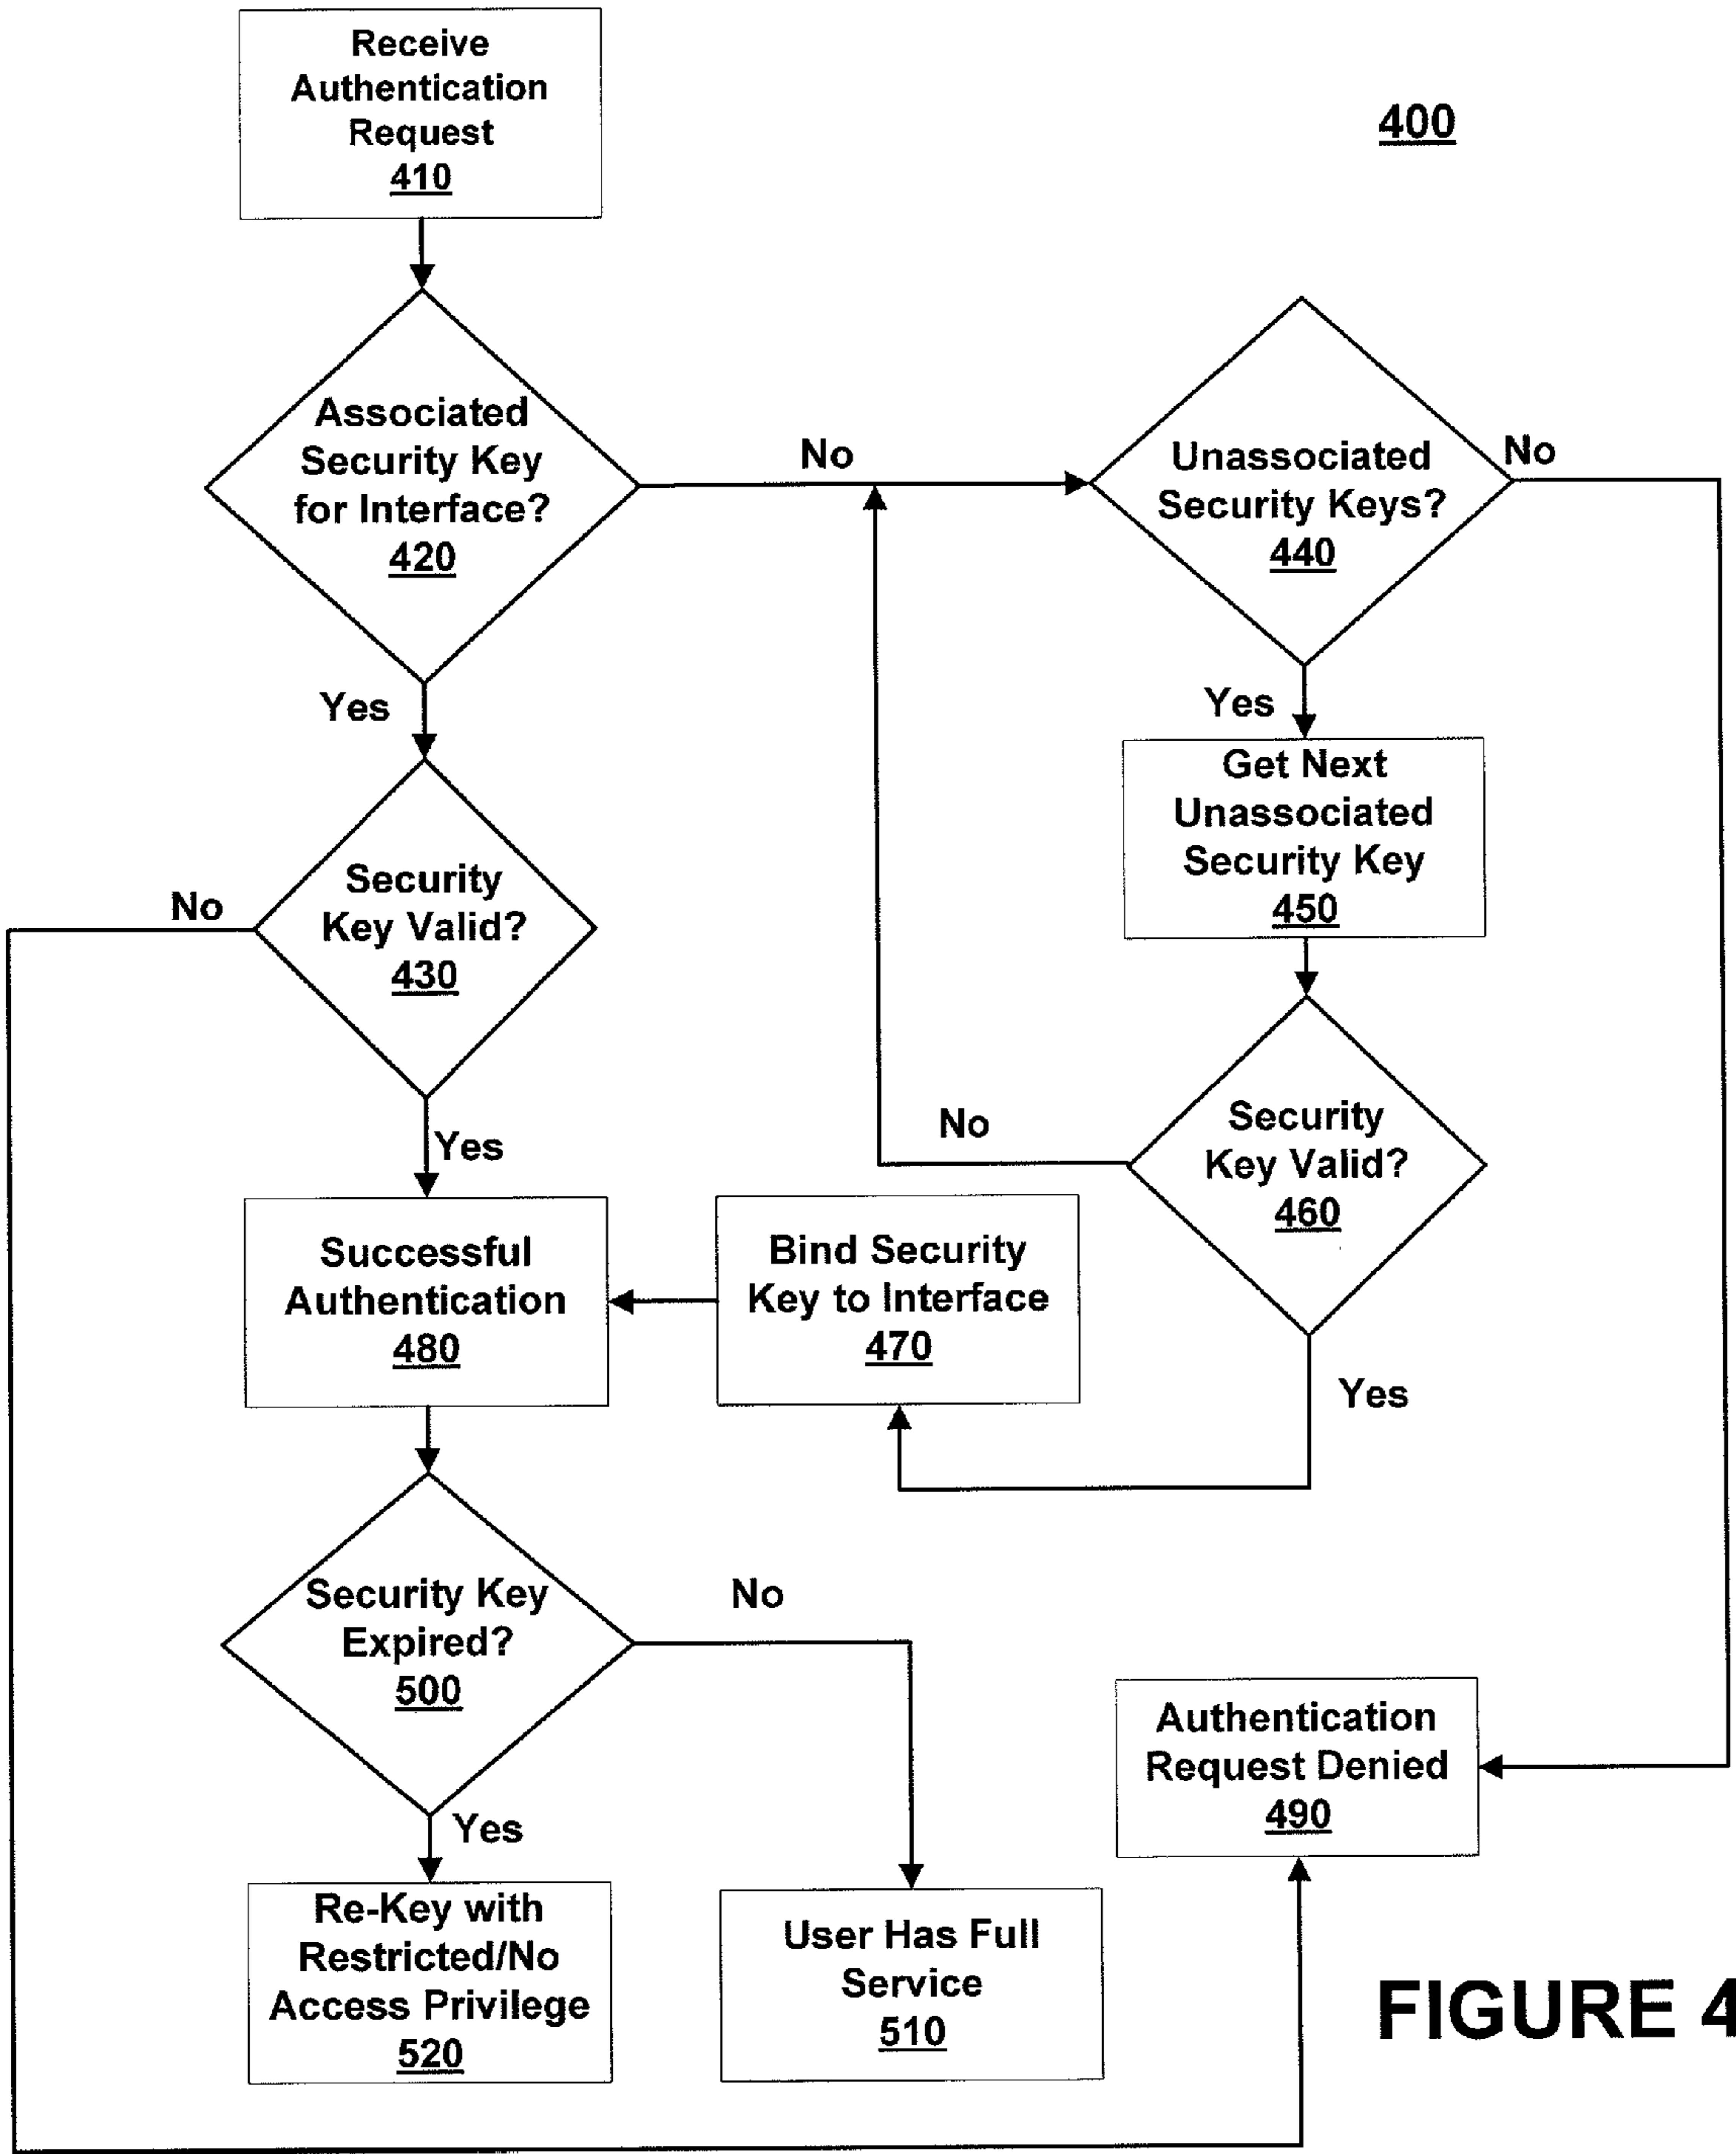 Receive
Authentication
Request
410
400
Associated
Security Key
for Interface?
420
No
Unassociated
Security Keys?
440
No
Yes
Yes
Get Next
Unassociated
Security Key
450
Security
Key Valid?
430
No
Yes
No
Security
Key Valid?
460
Successful
Authentication
480
Bind Security
Key to Interface
470
Yes
Security Key
Expired?
500
No
Authentication
Request Denied
490
Yes
Re-Key with
Restricted/No
Access Privilege
520
User Has Full
Service
510
FIGURE 4